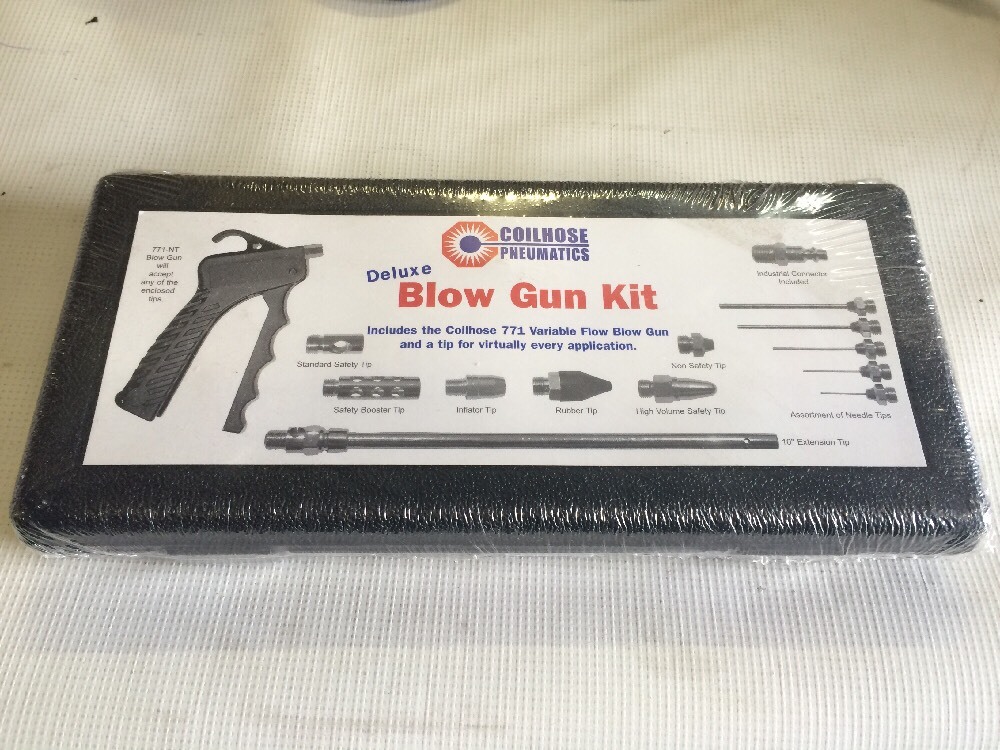 COILHOSE
PNEUMATICS
Deluxe
Blow Gun Kit
Includes the Coilhose 771 Variable Flow Blow Gun
and a tip for virtually every application.
771-NT
Blow Gun
will
accept
any of the
enclosed
tips.
Industrial Connector
Included
Standard Safety Tip
Non Safety Tip
Safety Booster Tip
Inflator Tip
Rubber Tip
High Volume Safety Tip
Assortment of Needle Tips
10" Extension Tip